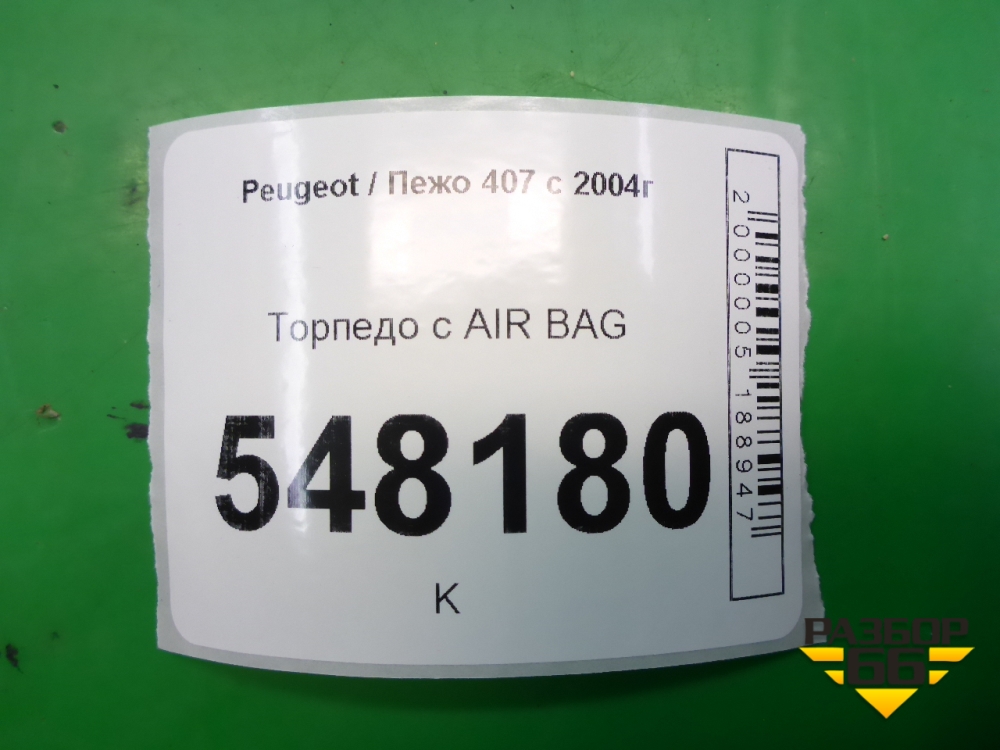 Peugeot / Пежо 407 с 2004г
Торпедо с AIR BAG
548180
К
2000005188947
РАЗБОР
66